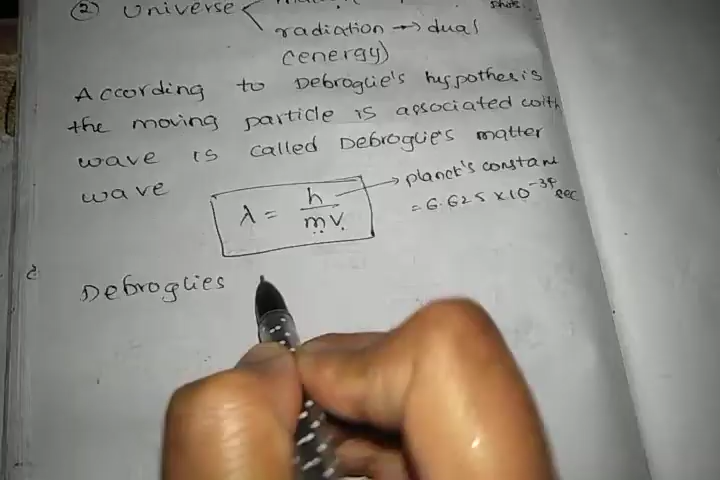 ② Universe
radiation → dual
(energy)
According to Debroglie's hypothesis
the moving particle is associated with
wave is called Debroglie's matter
wave
λ = h / mv → planck's constant
= 6.625 × 10⁻³⁴ sec
Debroglies